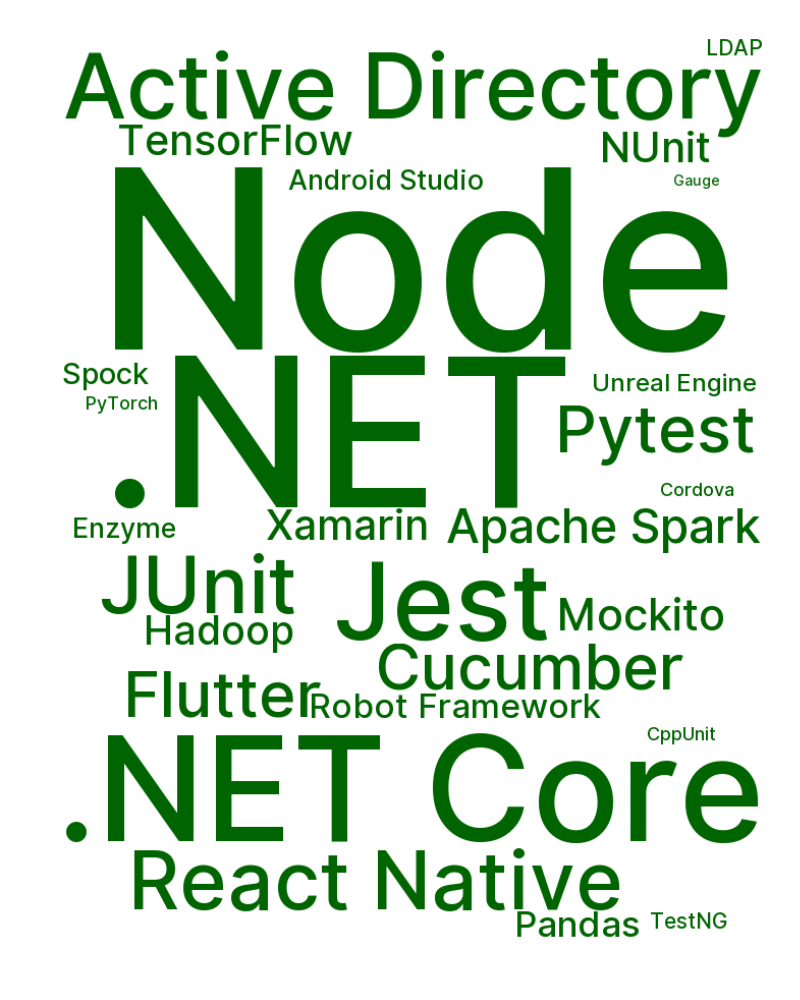 LDAP
Active Directory
TensorFlow
NUnit
Android Studio
Gauge
Node
Spock
.NET
Unreal Engine
PyTorch
Pytest
Cordova
Enzyme
Xamarin
Apache Spark
JUnit
Jest
Mockito
Hadoop
Cucumber
Flutter
Robot Framework
CppUnit
.NET Core
React Native
Pandas
TestNG